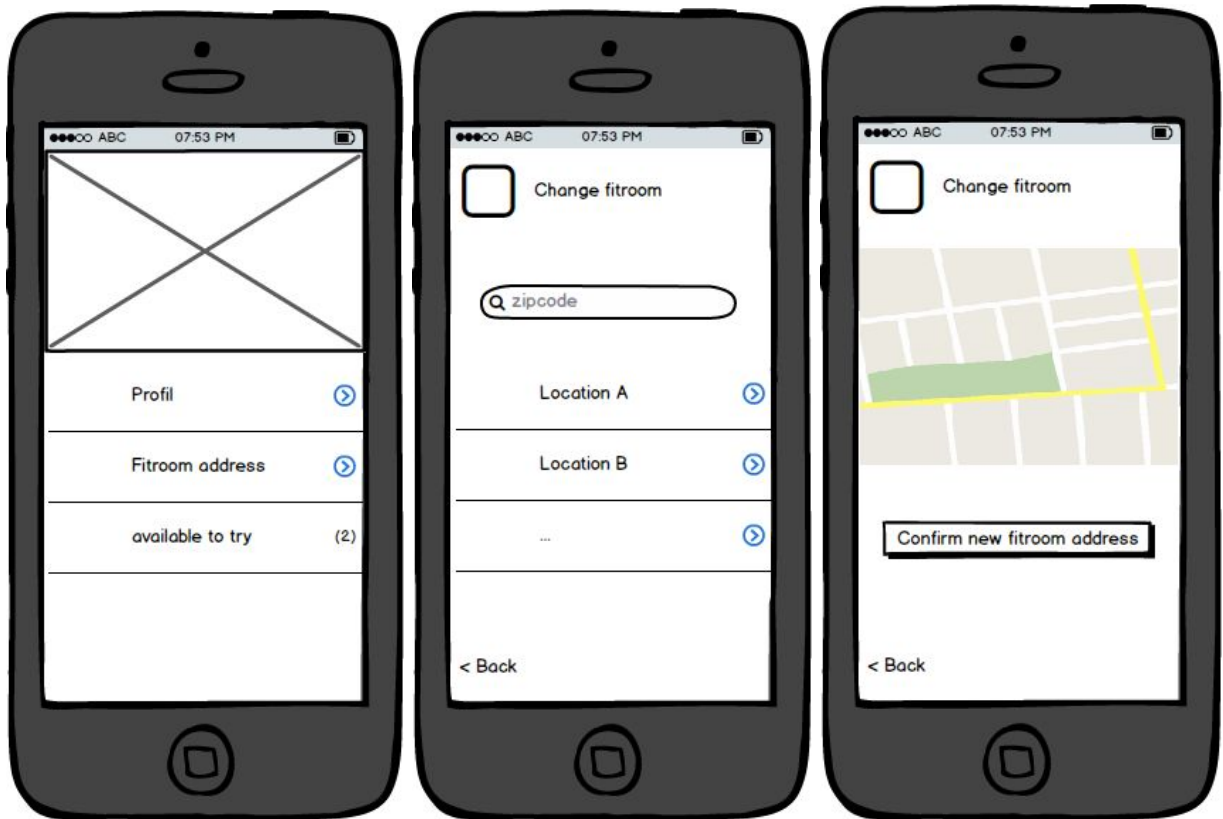 ABC 07:53 PM
Profil
Fitroom address
available to try (2)
ABC 07:53 PM
Change fitroom
zipcode
Location A
Location B
...
< Back
ABC 07:53 PM
Change fitroom
Confirm new fitroom address
< Back